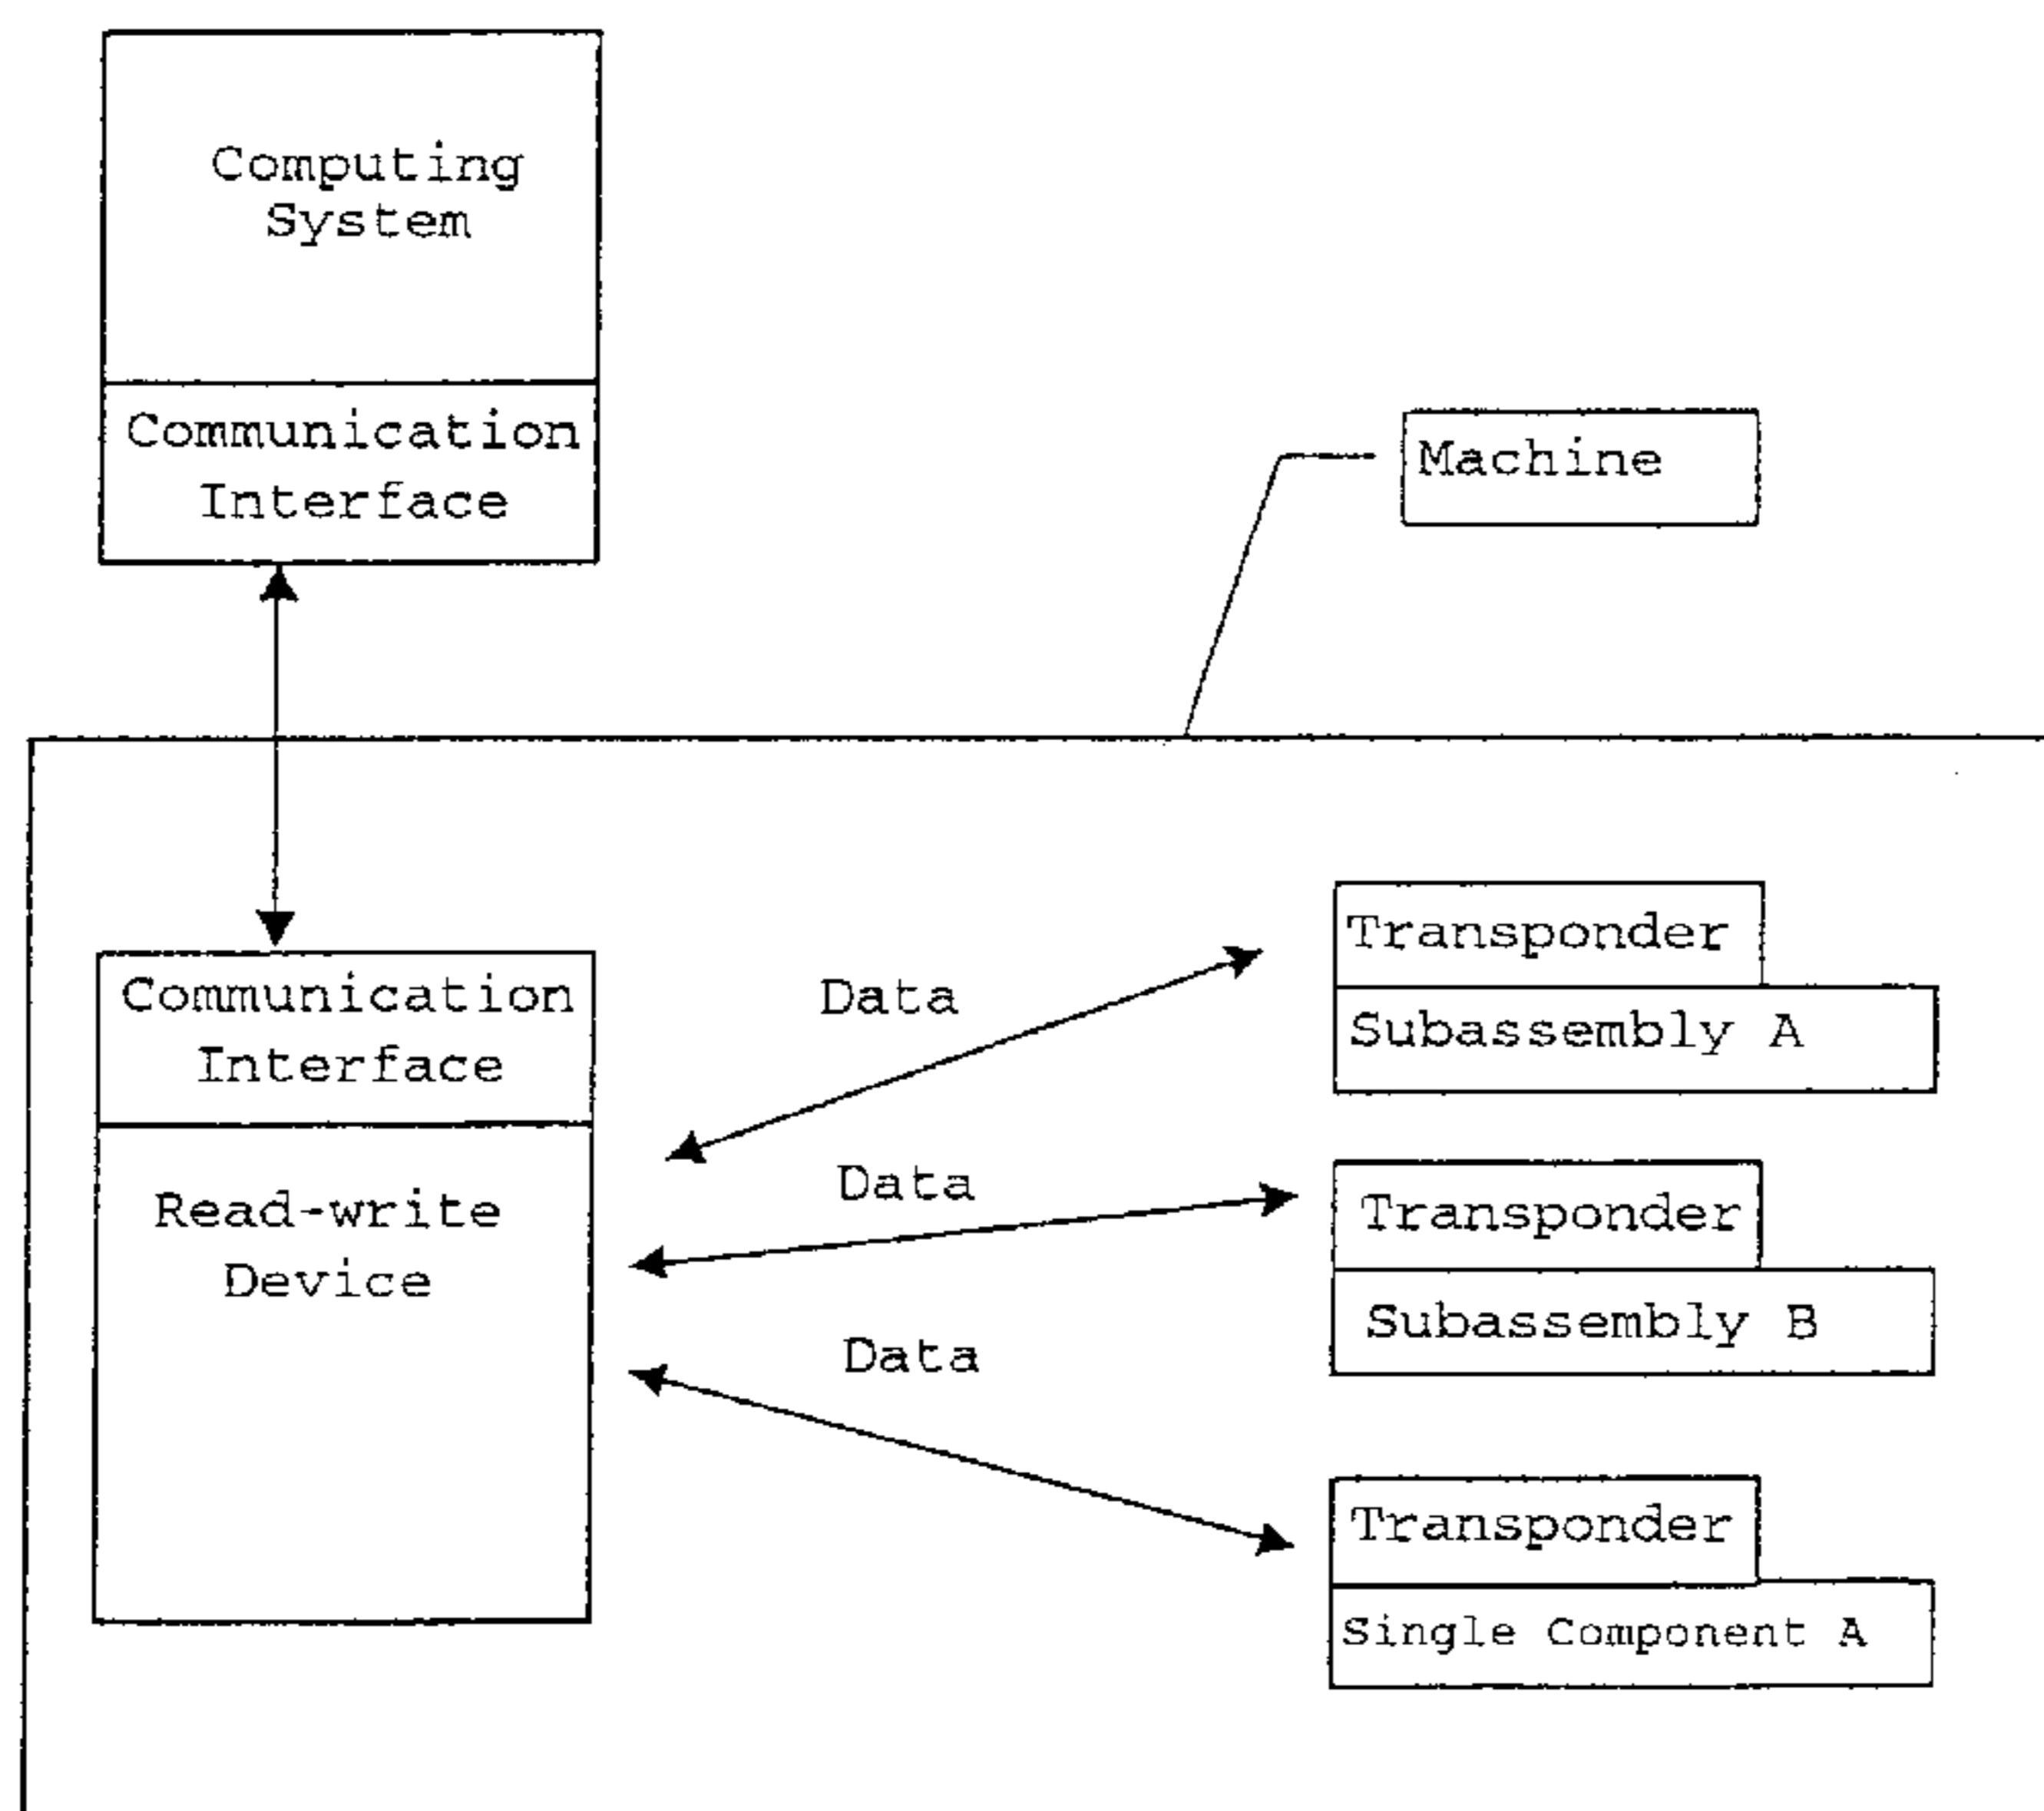 Computing
System
Communication
Interface
Machine
Communication
Interface
Read-write
Device
Data
Data
Data
Transponder
Subassembly A
Transponder
Subassembly B
Transponder
Single Component A